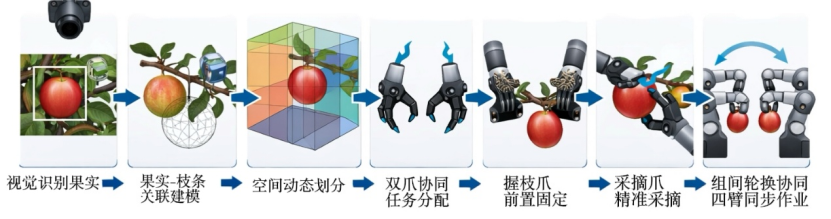 视觉识别果实
果实-枝条
关联建模
空间动态划分
双爪协同
任务分配
握枝爪
前置固定
采摘爪
精准采摘
组间轮换协同
四臂同步作业